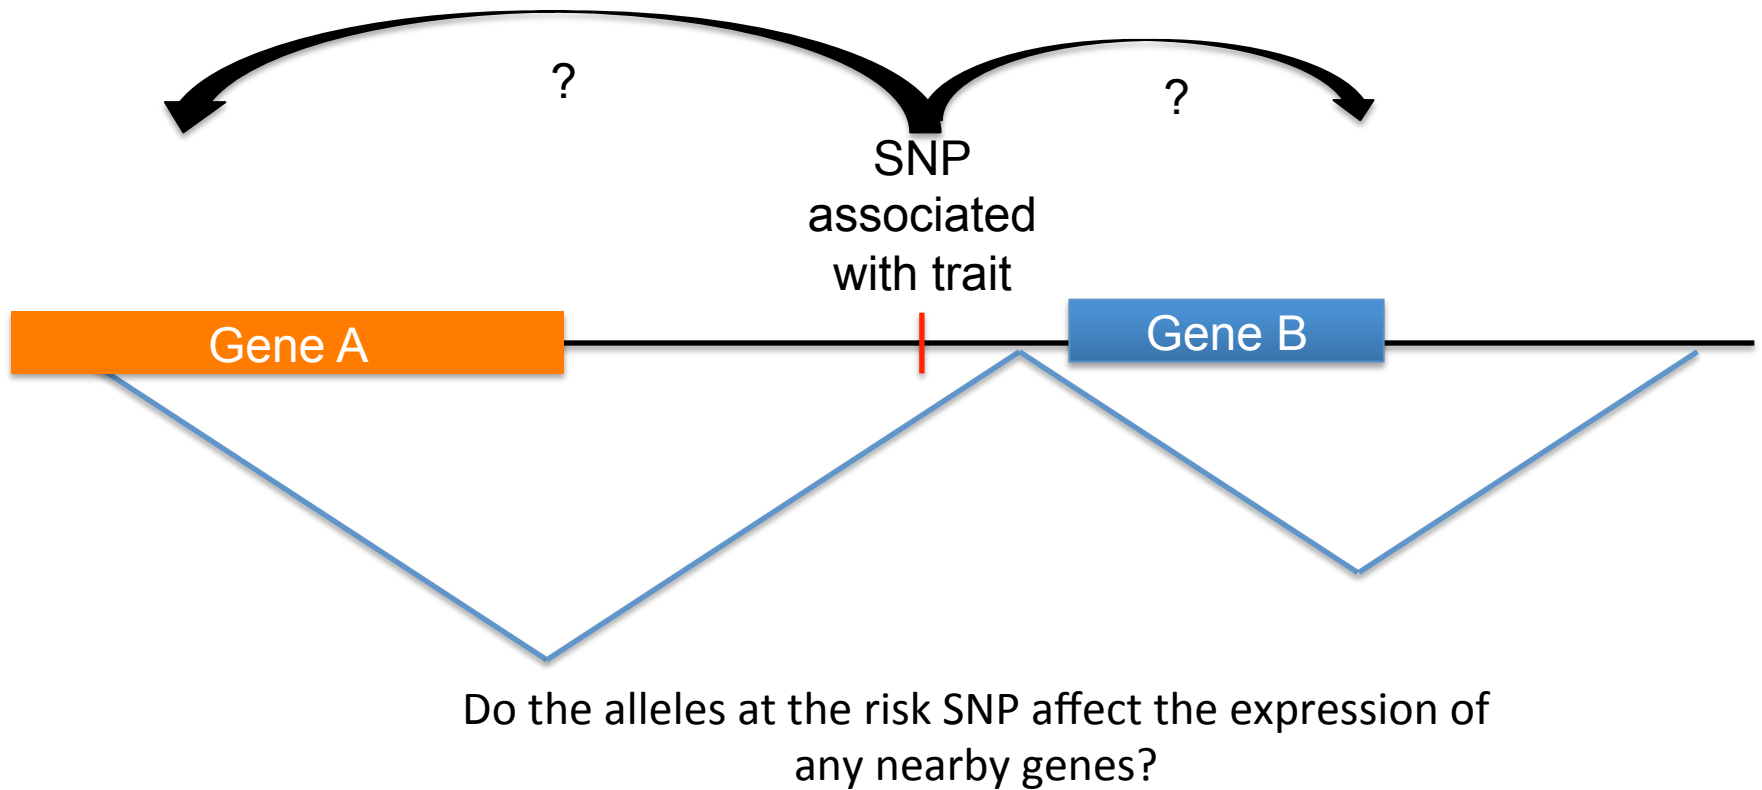 ?
?
SNP
associated
with trait
Gene A
Gene B
Do the alleles at the risk SNP affect the expression of
any nearby genes?